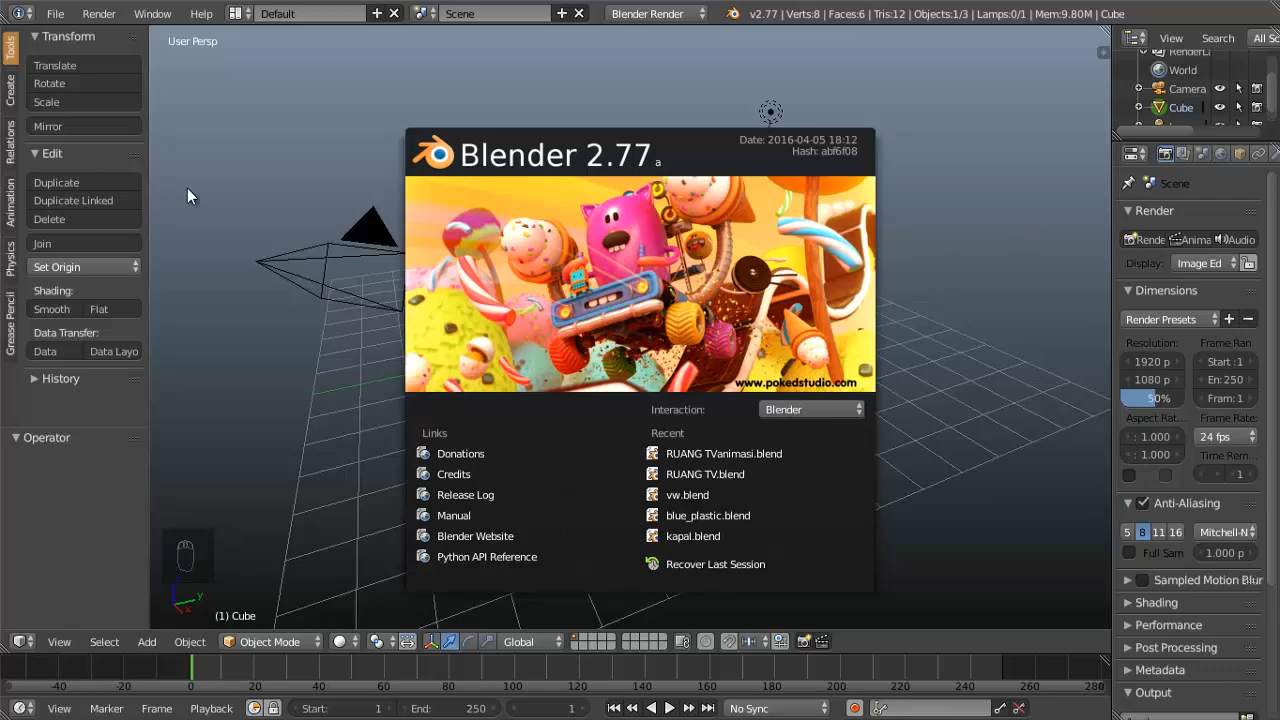 File Render Window Help Default Scene Blender Render v2.77 | Verts:8 | Faces:6 | Tris:12 | Objects:1/3 | Lamps:0/1 | Mem:9.80M | Cube
Transform
Translate
Rotate
Scale
Mirror
Edit
Duplicate
Duplicate Linked
Delete
Join
Set Origin
Shading:
Smooth Flat
Data Transfer:
Data Data Layo
History
Operator
Tools
Create
Relations
Animation
Physics
Grease Pencil
User Persp
Blender 2.77 a
Date: 2016-04-05 18:12
Hash: abf6f08
www.pokedstudio.com
Interaction: Blender
Links
Donations
Credits
Release Log
Manual
Blender Website
Python API Reference
Recent
RUANG TVanimasi.blend
RUANG TV.blend
vw.blend
blue_plastic.blend
kapal.blend
Recover Last Session
z
y
x
(1) Cube
View Search All Sc
World
Camera
Cube
Scene
Render
Rende Anima Audio
Display: Image Ed
Dimensions
Render Presets
Resolution: Frame Ran
1920 p Start :1
1080 p En: 250
50% Fram: 1
Aspect Rat Frame Rate:
: 1.000 24 fps
: 1.000 Time Rem
1
Anti-Aliasing
5 8 11 16 Mitchell-N
Full Sam 1.000 p
Sampled Motion Blur
Shading
Performance
Post Processing
Metadata
Output
View Select Add Object Object Mode Global
-40 -20 0 20 40 60 80 100 120 140 160 180 200 220 240 260 280
View Marker Frame Playback Start: 1 End: 250 1 No Sync